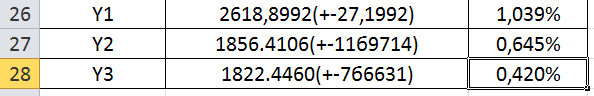 26 Y1 2618,8992(+-27,1992) 1,039%
27 Y2 1856.4106(+-1169714) 0,645%
28 Y3 1822.4460(+-766631) 0,420%